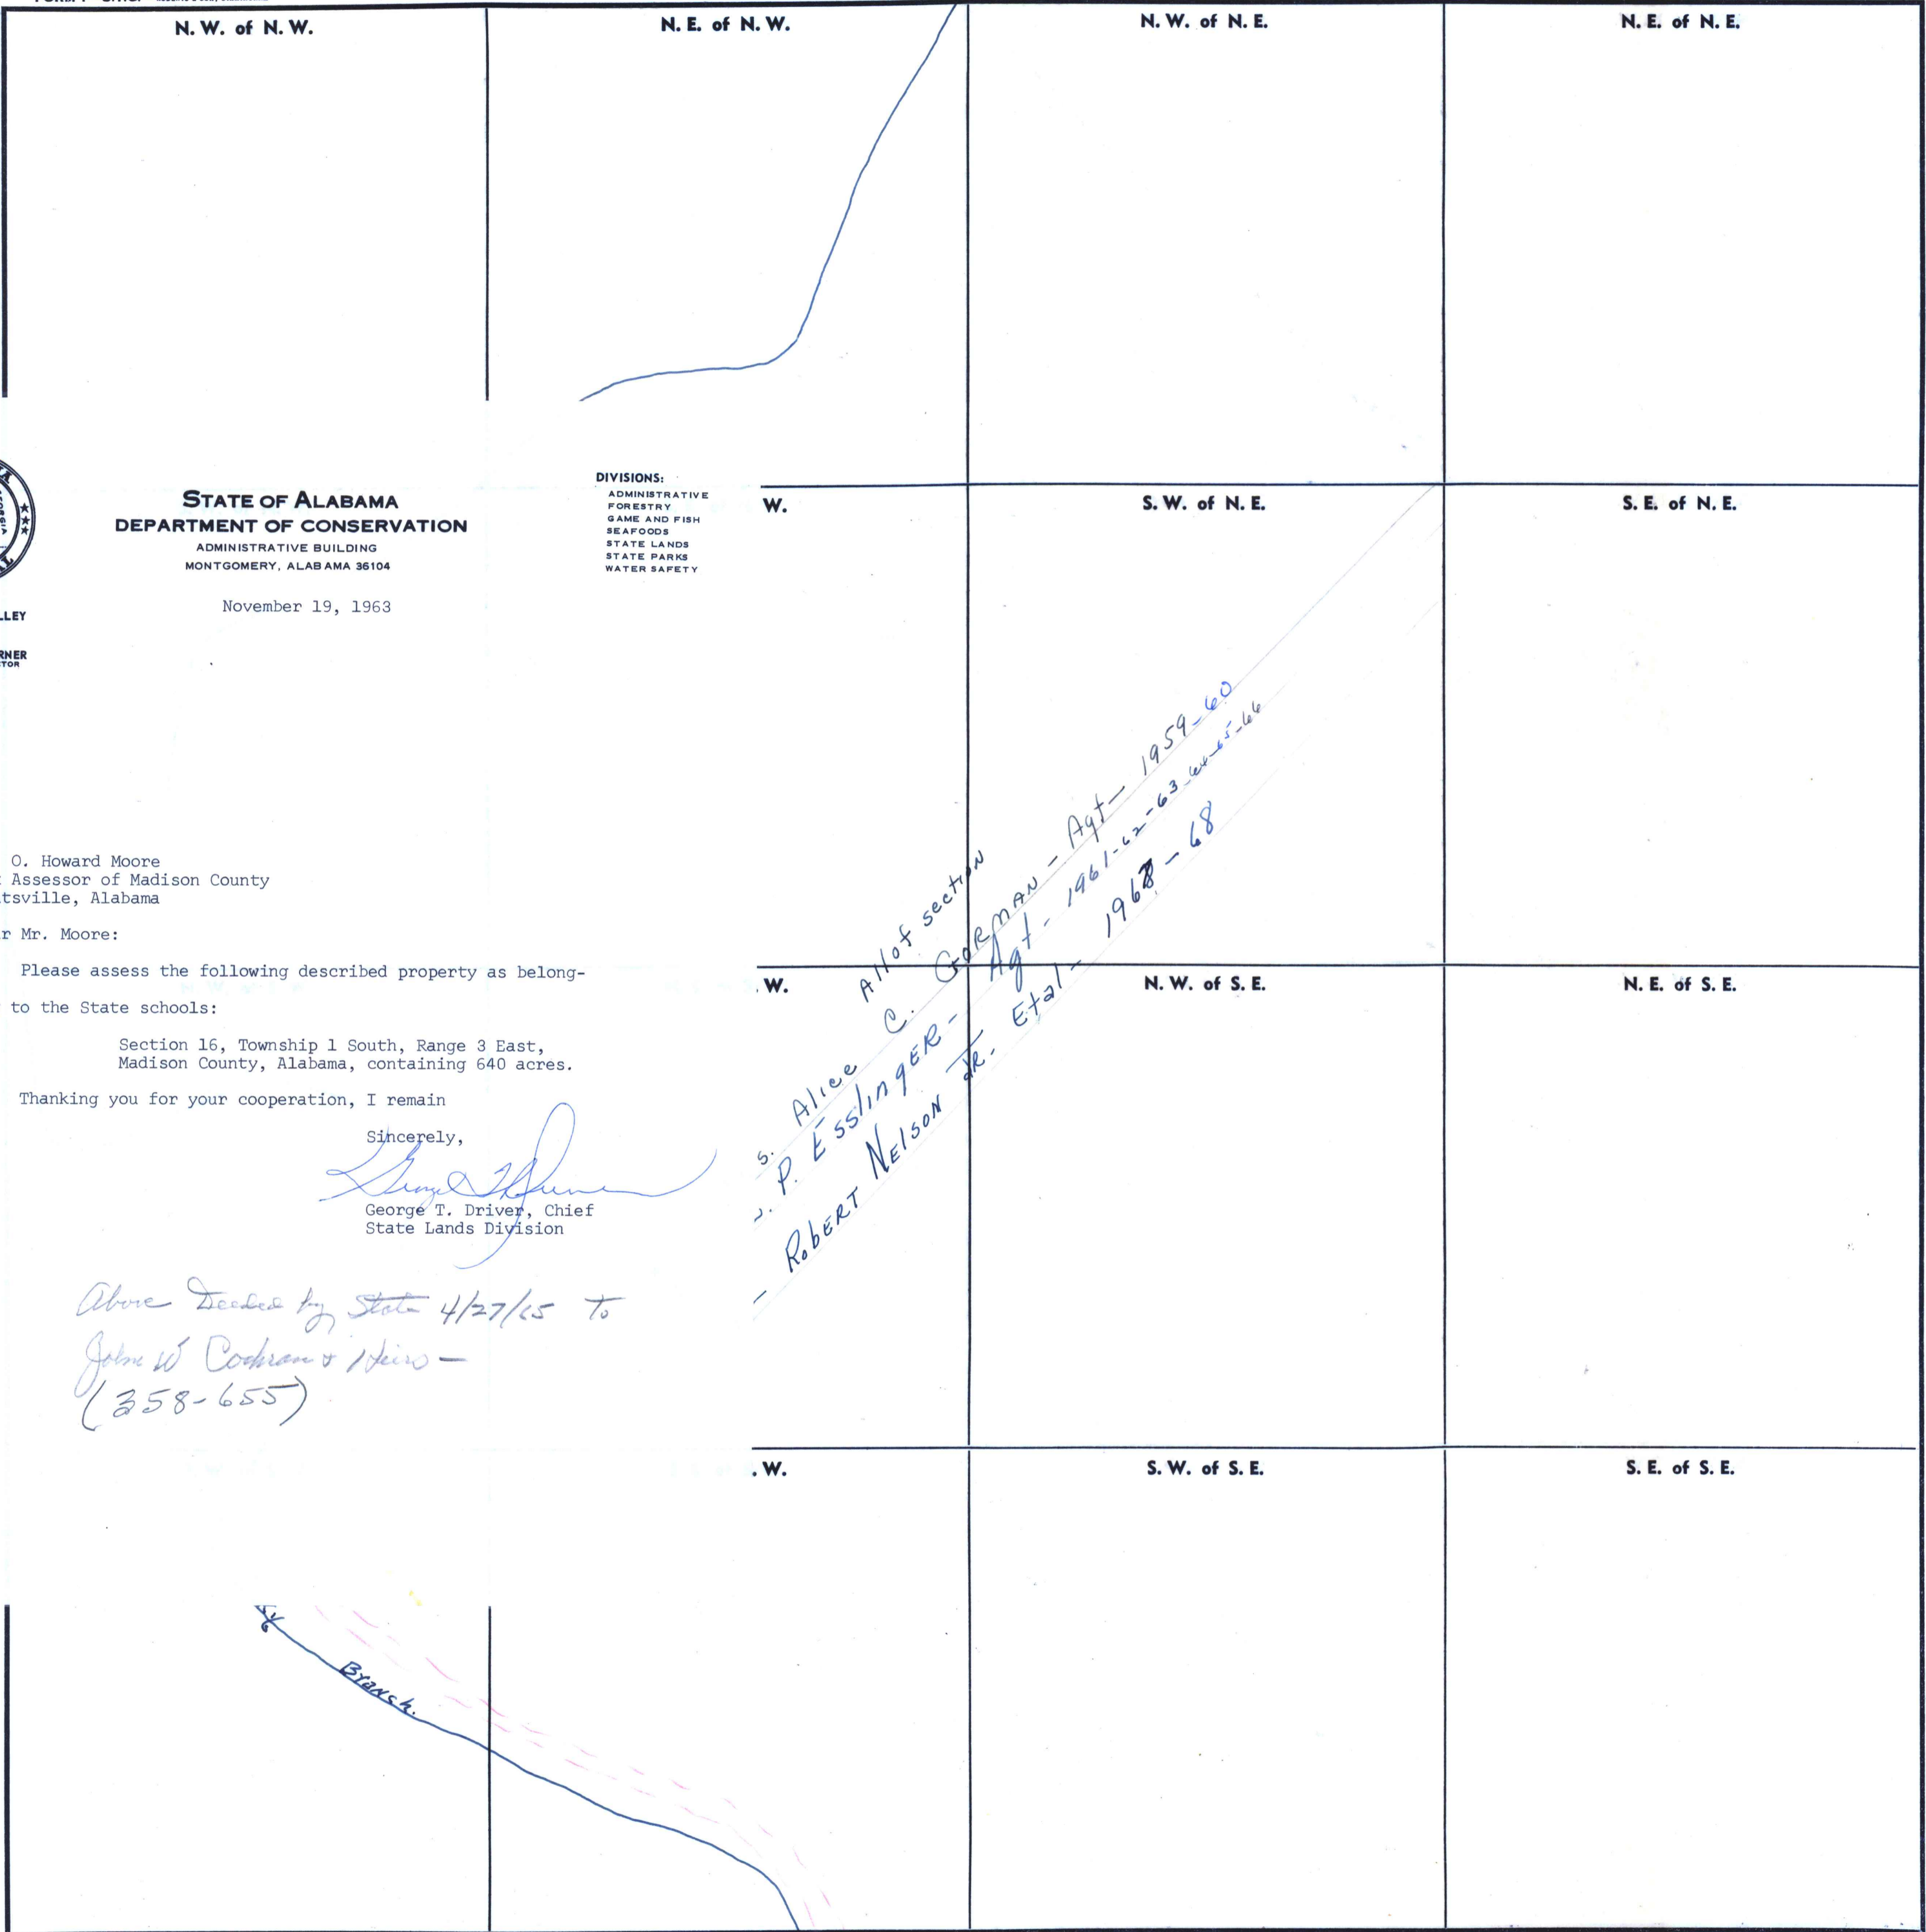 N. W. of N. W.
N. E. of N. W.
N. W. of N. E.
N. E. of N. E.
STATE OF ALABAMA
DEPARTMENT OF CONSERVATION
ADMINISTRATIVE BUILDING
MONTGOMERY, ALABAMA 36104
DIVISIONS:
ADMINISTRATIVE
FORESTRY
GAME AND FISH
SEAFOODS
STATE LANDS
STATE PARKS
WATER SAFETY
W.
S. W. of N. E.
S. E. of N. E.
LLEY
RNER
TOR
November 19, 1963
O. Howard Moore
Assessor of Madison County
tsville, Alabama
r Mr. Moore:
Please assess the following described property as belong-
to the State schools:
Section 16, Township 1 South, Range 3 East,
Madison County, Alabama, containing 640 acres.
Thanking you for your cooperation, I remain
Sincerely,
George T. Driver, Chief
State Lands Division
Above Deeded by State 4/27/65 To
John W Cochran & Heirs —
(358-655)
. W.
N. W. of S. E.
N. E. of S. E.
All of section
s. Alice C. GORMAN — Agt — 1959-60
. P. EsslingER - Agt - 1961-62-63-64-65-66
— RobERT NElson JR. Etal - 1967-68
. W.
S. W. of S. E.
S. E. of S. E.
Branch.